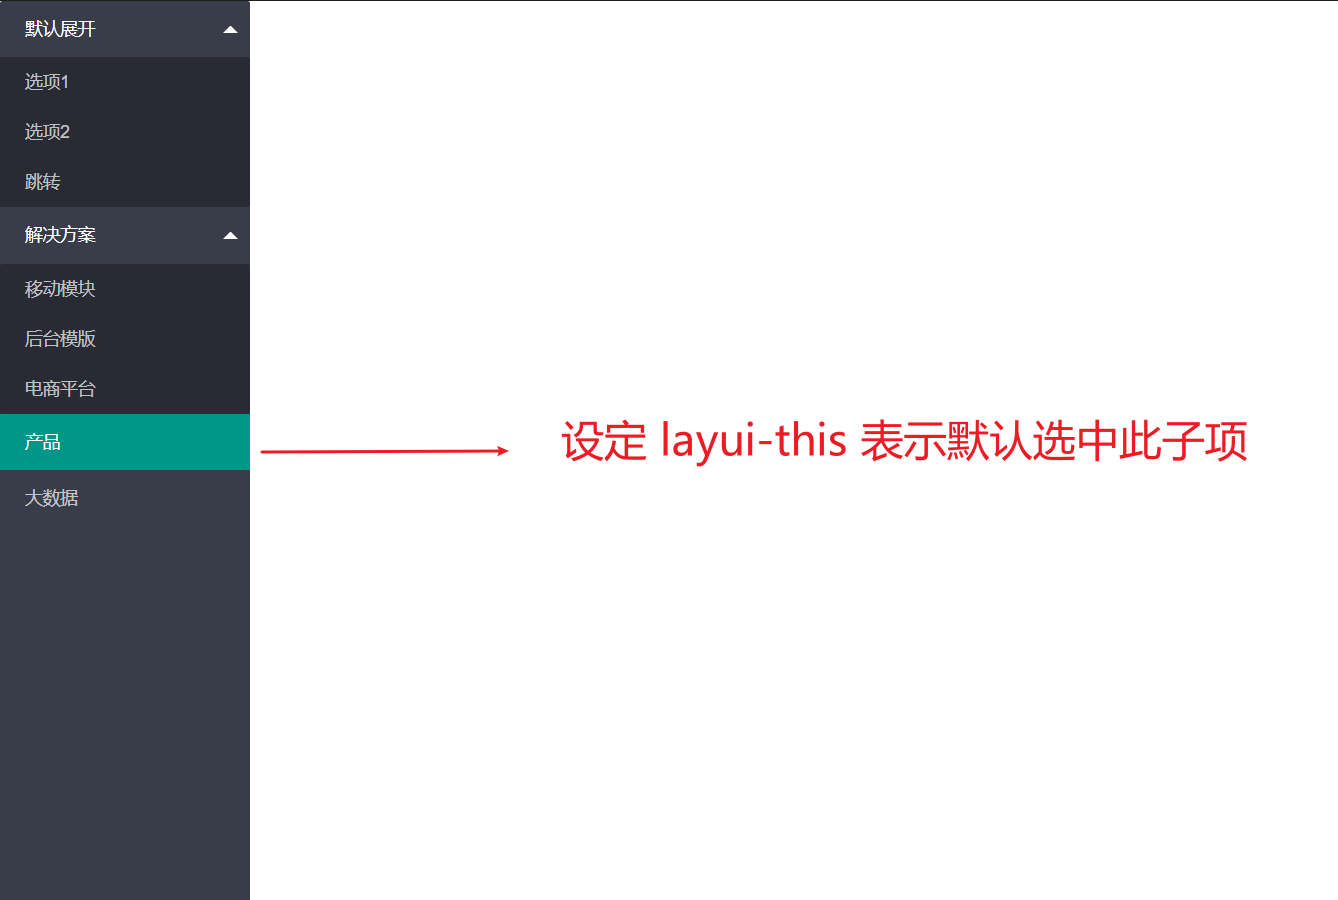 默认展开
选项1
选项2
跳转
解决方案
移动模块
后台模版
电商平台
产品
设定 layui-this 表示默认选中此子项
大数据